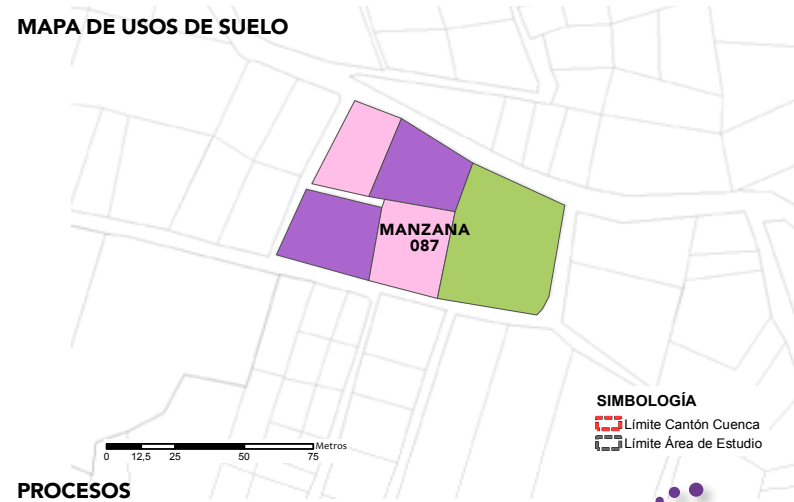 MAPA DE USOS DE SUELO
MANZANA
087
SIMBOLOGÍA
Límite Cantón Cuenca
Límite Área de Estudio
Metros
0 12,5 25 50 75
PROCESOS